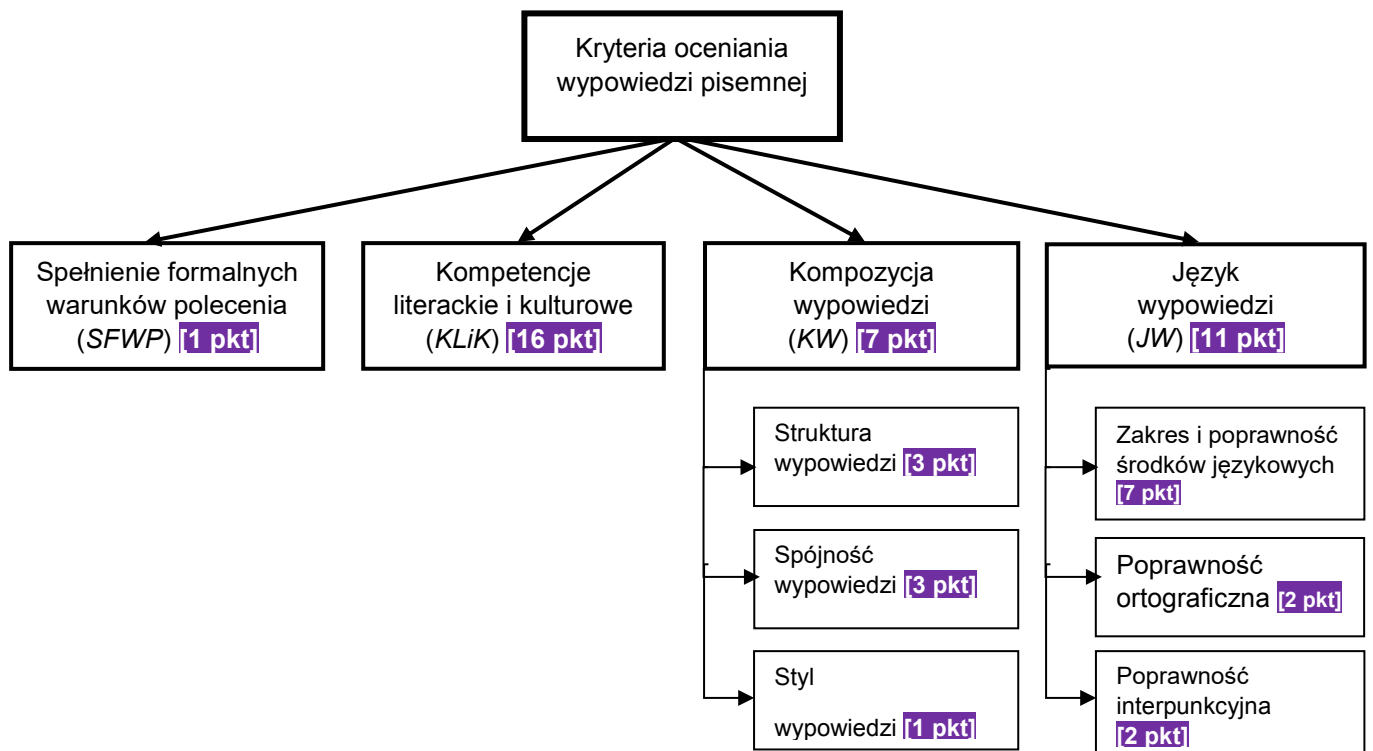 Kryteria oceniania
wypowiedzi pisemnej
Spełnienie formalnych
warunków polecenia
(SFWP) [1 pkt]
Kompetencje
literackie i kulturowe
(KLiK) [16 pkt]
Kompozycja
wypowiedzi
(KW) [7 pkt]
Język
wypowiedzi
(JW) [11 pkt]
Struktura
wypowiedzi [3 pkt]
Spójność
wypowiedzi [3 pkt]
Styl
wypowiedzi [1 pkt]
Zakres i poprawność
środków językowych
[7 pkt]
Poprawność
ortograficzna [2 pkt]
Poprawność
interpunkcyjna
[2 pkt]